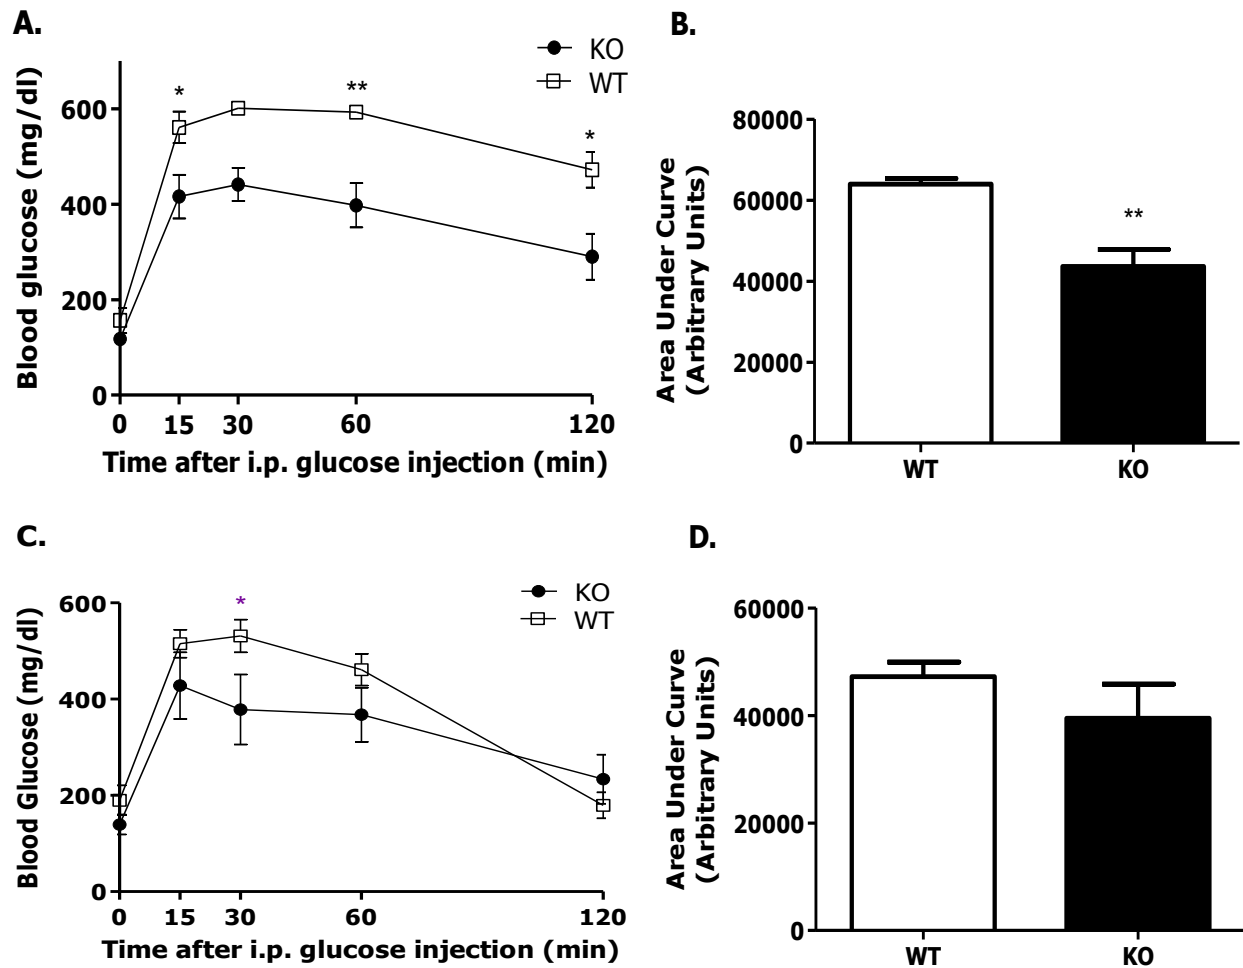 A.
KO
WT
Blood glucose (mg/dl)
600
400
200
0
* ** *
0 15 30 60 120
Time after i.p. glucose injection (min)
B.
Area Under Curve
(Arbitrary Units)
80000
60000
40000
20000
0
**
WT KO
C.
KO
WT
Blood Glucose (mg/dl)
600
400
200
0
*
0 15 30 60 120
Time after i.p. glucose injection (min)
D.
Area Under Curve
(Arbitrary Units)
60000
40000
20000
0
WT KO